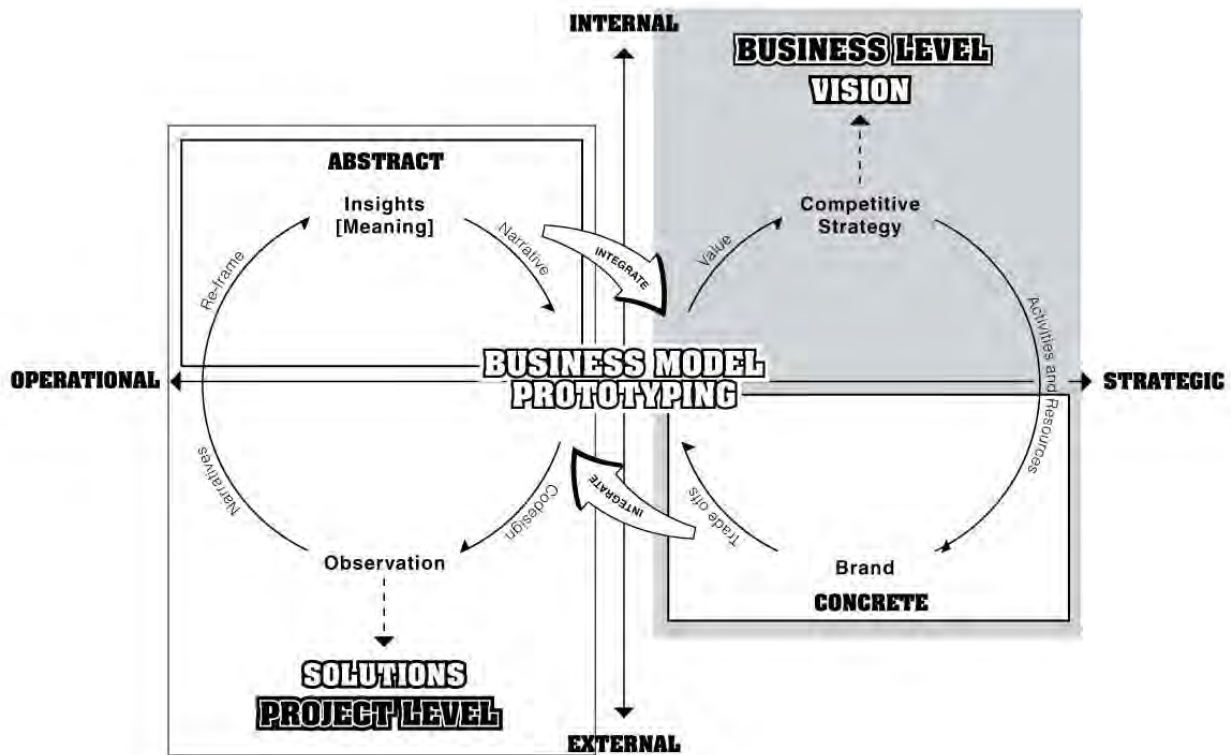 INTERNAL
BUSINESS LEVEL
VISION
ABSTRACT
Insights
[Meaning]
Narrative
INTEGRATE
Re-frame
Value
Competitive
Strategy
Activities and Resources
BUSINESS MODEL
PROTOTYPING
OPERATIONAL
STRATEGIC
Narratives
Codesign
INTEGRATE
Trade offs
Observation
Brand
CONCRETE
SOLUTIONS
PROJECT LEVEL
EXTERNAL